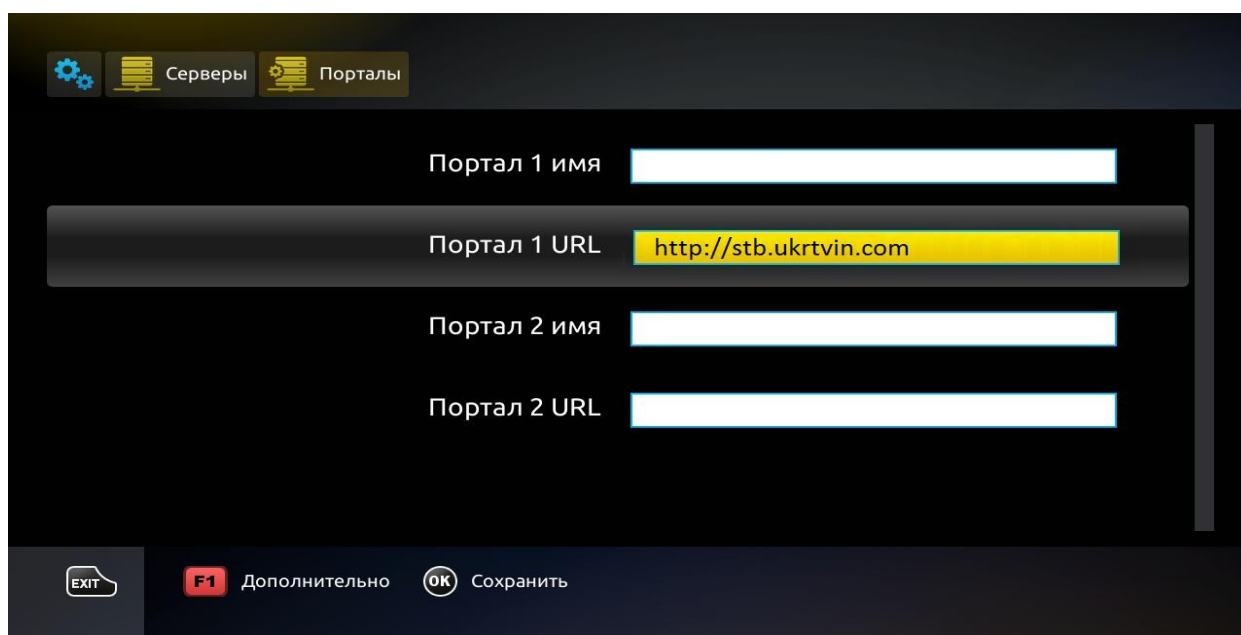 Серверы Порталы
Портал 1 имя
Портал 1 URL http://stb.ukrtvin.com
Портал 2 имя
Портал 2 URL
EXIT F1 Дополнительно OK Сохранить